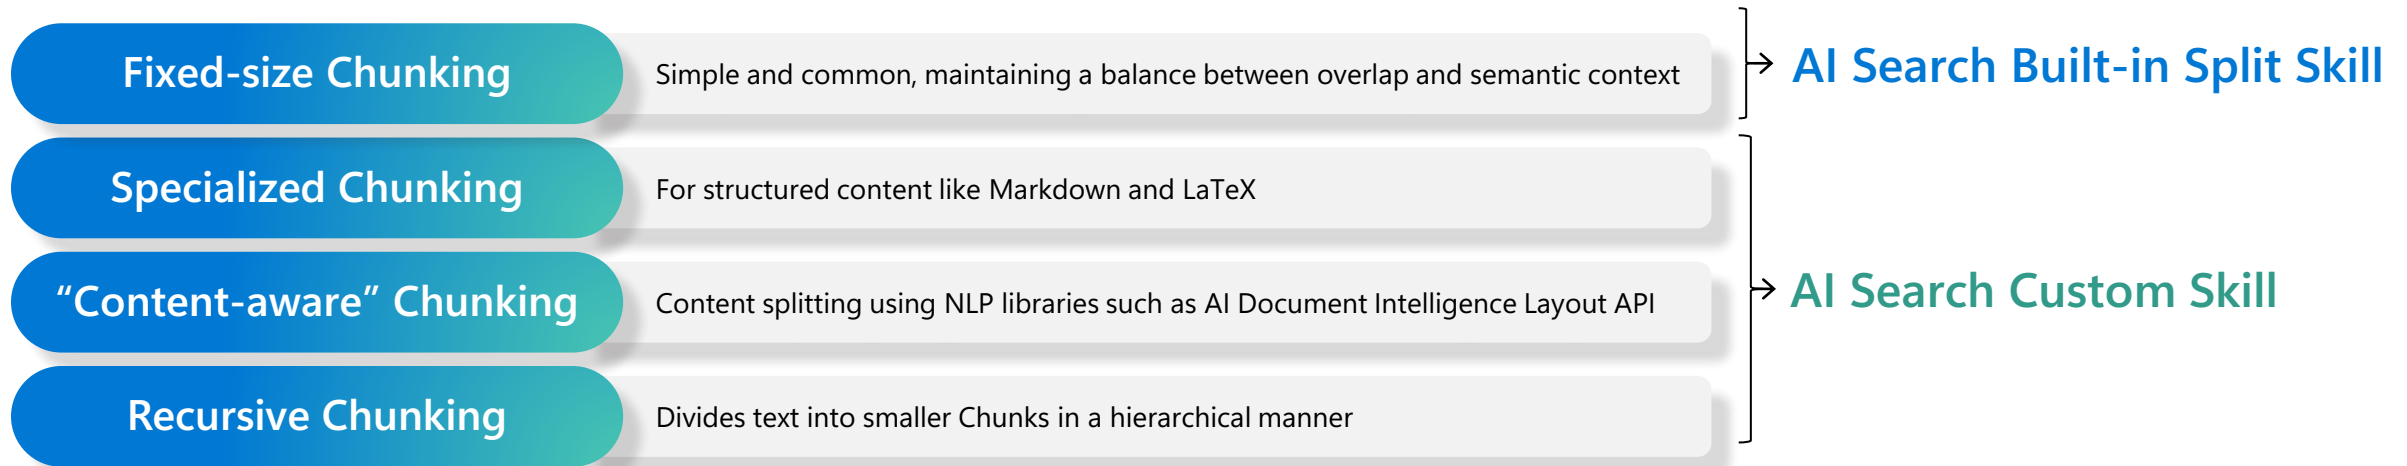 Fixed-size Chunking
Simple and common, maintaining a balance between overlap and semantic context
AI Search Built-in Split Skill
Specialized Chunking
For structured content like Markdown and LaTeX
“Content-aware” Chunking
Content splitting using NLP libraries such as AI Document Intelligence Layout API
AI Search Custom Skill
Recursive Chunking
Divides text into smaller Chunks in a hierarchical manner